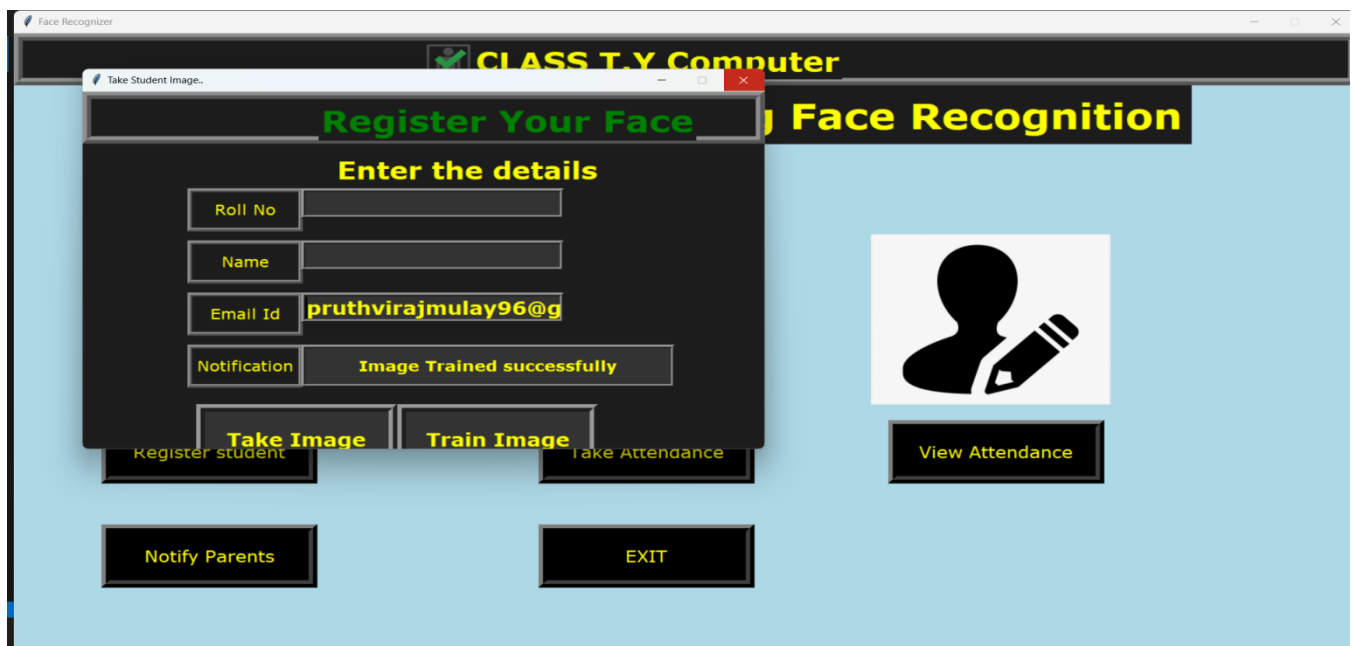 Face Recognizer
CLASS T.Y Computer
Take Student Image..
Register Your Face
Face Recognition
Enter the details
Roll No
Name
Email Id pruthvirajmulay96@g
Notification Image Trained successfully
Take Image Train Image
Register student Take Attendance View Attendance
Notify Parents EXIT